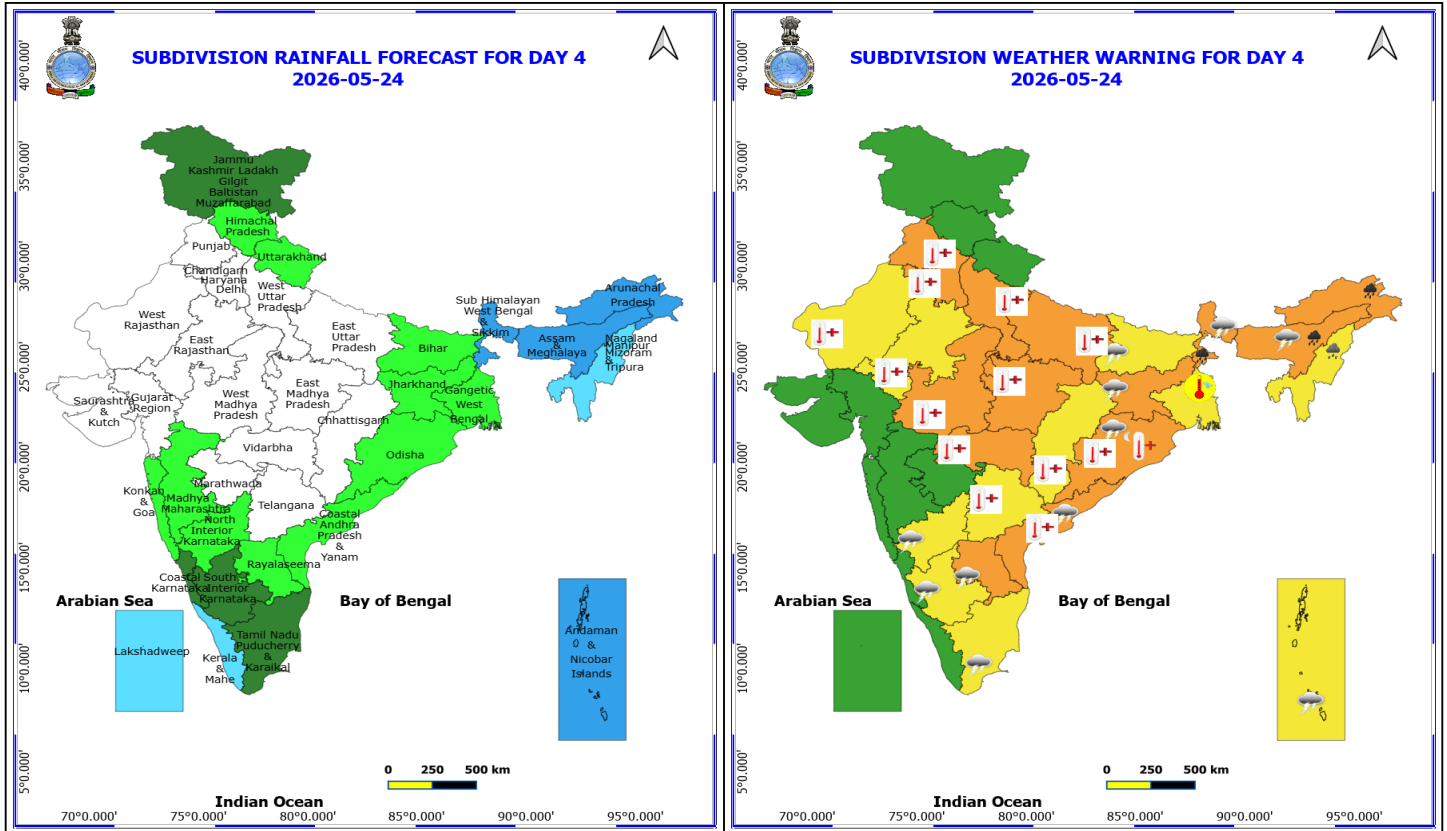 SUBDIVISION RAINFALL FORECAST FOR DAY 4
2026-05-24
40°0.000'
35°0.000'
30°0.000'
25°0.000'
20°0.000'
15°0.000'
10°0.000'
5°0.000'
Jammu
Kashmir Ladakh
Gilgit
Baltistan
Muzaffarabad
Himachal
Pradesh
Punjab
Uttarakhand
Chandigarh
Haryana
Delhi
West
Uttar
Pradesh
West
Rajasthan
East
Rajasthan
East
Uttar
Pradesh
Sub Himalayan
West Bengal
&
Sikkim
Arunachal
Pradesh
Assam
&
Meghalaya
Nagaland
Manipur
Mizoram
&
Tripura
Bihar
Jharkhand
Gangetic
West
Bengal
Saurashtra
&
Kutch
Gujarat
Region
West
Madhya
Pradesh
East
Madhya
Pradesh
Chhattisgarh
Vidarbha
Odisha
Konkan
&
Goa
Madhya
Maharashtra
Marathwada
Telangana
North
Interior
Karnataka
Coastal
Andhra
Pradesh
&
Yanam
Rayalaseema
Coastal
Karnataka
South
Interior
Karnataka
Tamil Nadu
Puducherry
&
Karaikal
Kerala
&
Mahe
Lakshadweep
Andaman
&
Nicobar
Islands
Arabian Sea
Bay of Bengal
Indian Ocean
0 250 500 km
70°0.000' 75°0.000' 80°0.000' 85°0.000' 90°0.000' 95°0.000'
SUBDIVISION WEATHER WARNING FOR DAY 4
2026-05-24
40°0.000'
35°0.000'
30°0.000'
25°0.000'
20°0.000'
15°0.000'
10°0.000'
5°0.000'
Arabian Sea
Bay of Bengal
Indian Ocean
0 250 500 km
70°0.000' 75°0.000' 80°0.000' 85°0.000' 90°0.000' 95°0.000'